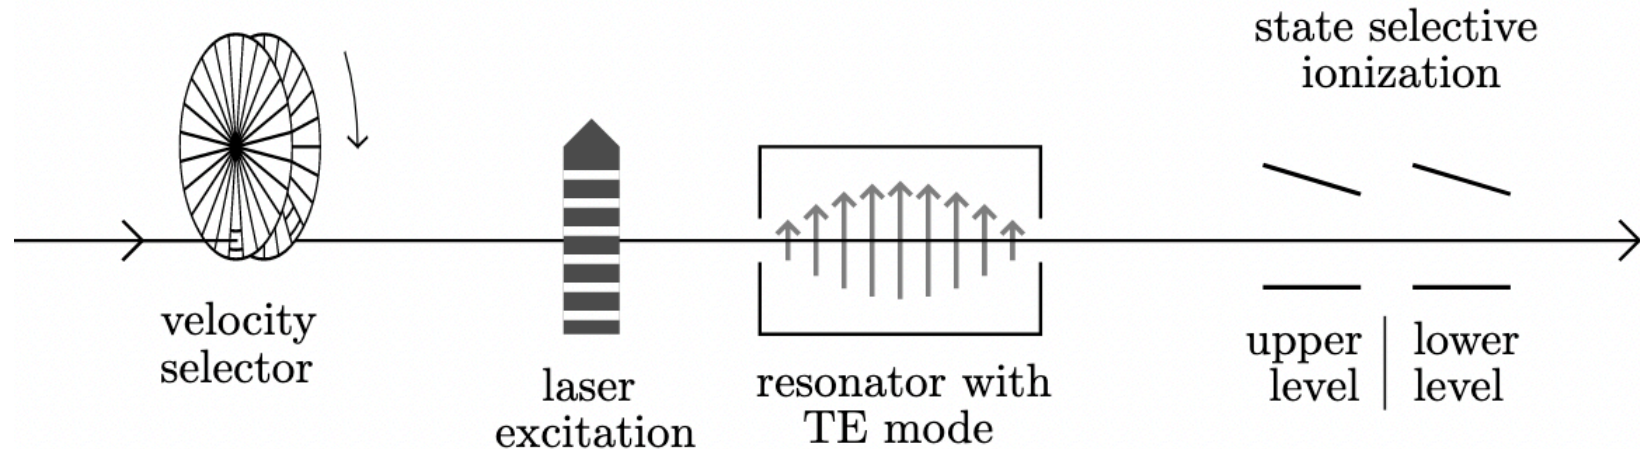 state selective
ionization
velocity
selector
laser
excitation
resonator with
TE mode
upper
level
lower
level